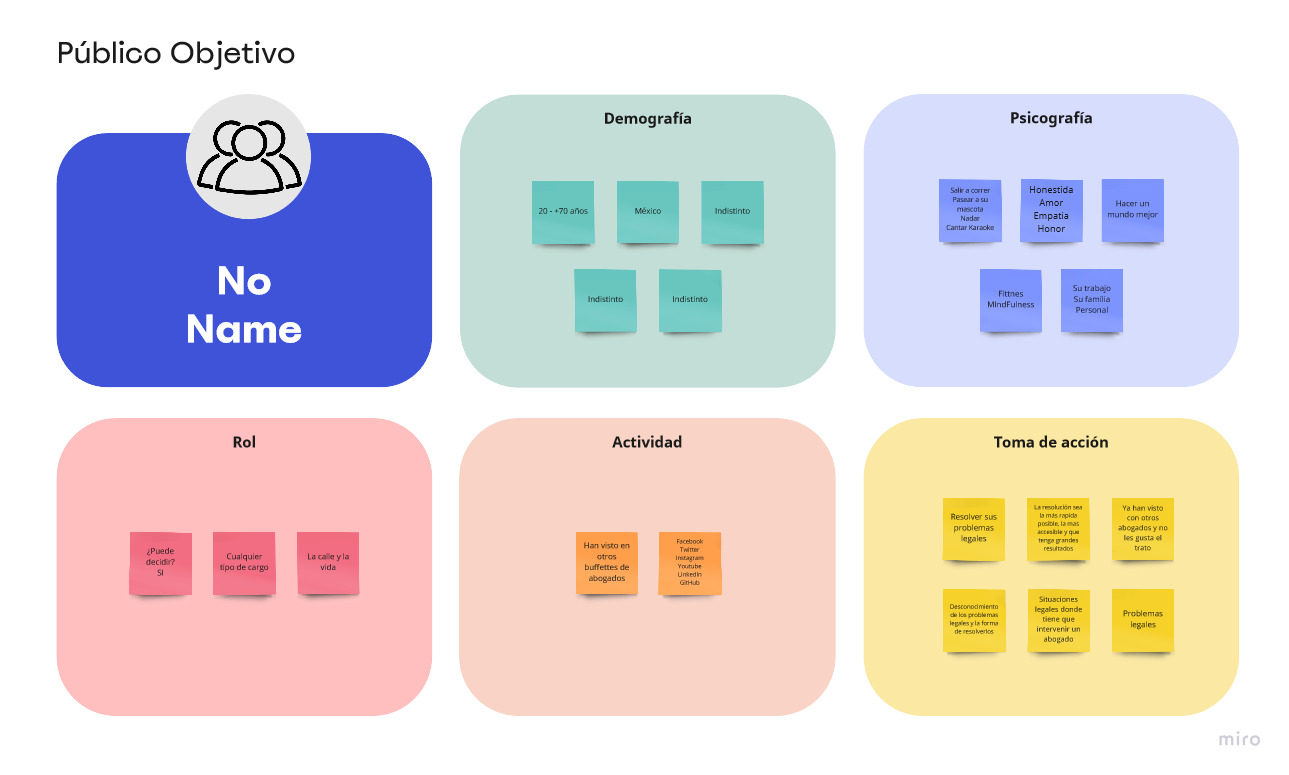 Público Objetivo
No
Name
Demografía
20 - +70 años
México
Indistinto
Indistinto
Indistinto
Psicografía
Salir a correr
Pasear a su
mascota
Nadar
Cantar Karaoke
Honestida
Amor
Empatia
Honor
Hacer un
mundo mejor
Fittnes
MIndFulness
Su trabajo
Su familia
Personal
Rol
¿Puede
decidir?
SI
Cualquier
tipo de cargo
La calle y la
vida
Actividad
Han visto en
otros
buffettes de
abogados
Facebook
Twitter
Instagram
Youtube
LinkedIn
GitHub
Toma de acción
Resolver sus
problemas
legales
La resolución sea
la más rapida
posible, la mas
accesible y que
tenga grandes
resultados
Ya han visto
con otros
abogados y no
les gusta el
trato
Desconocimiento
de los problemas
legales y la forma
de resolverlos
Situaciones
legales donde
tiene que
intervenir un
abogado
Problemas
legales
miro